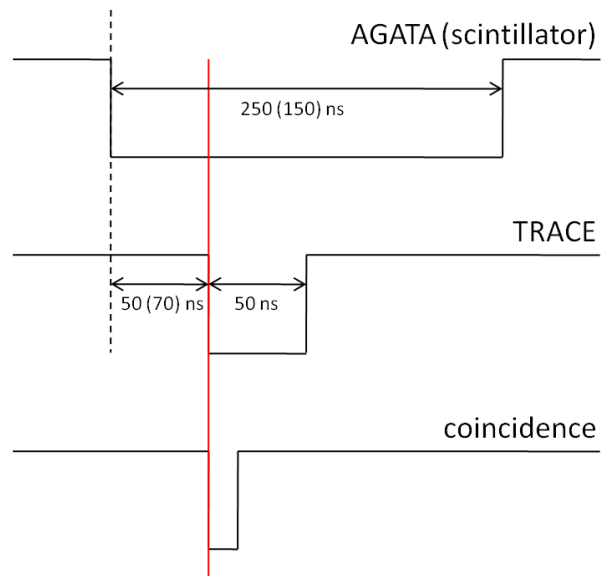 AGATA (scintillator)
250 (150) ns
TRACE
50 (70) ns
50 ns
coincidence